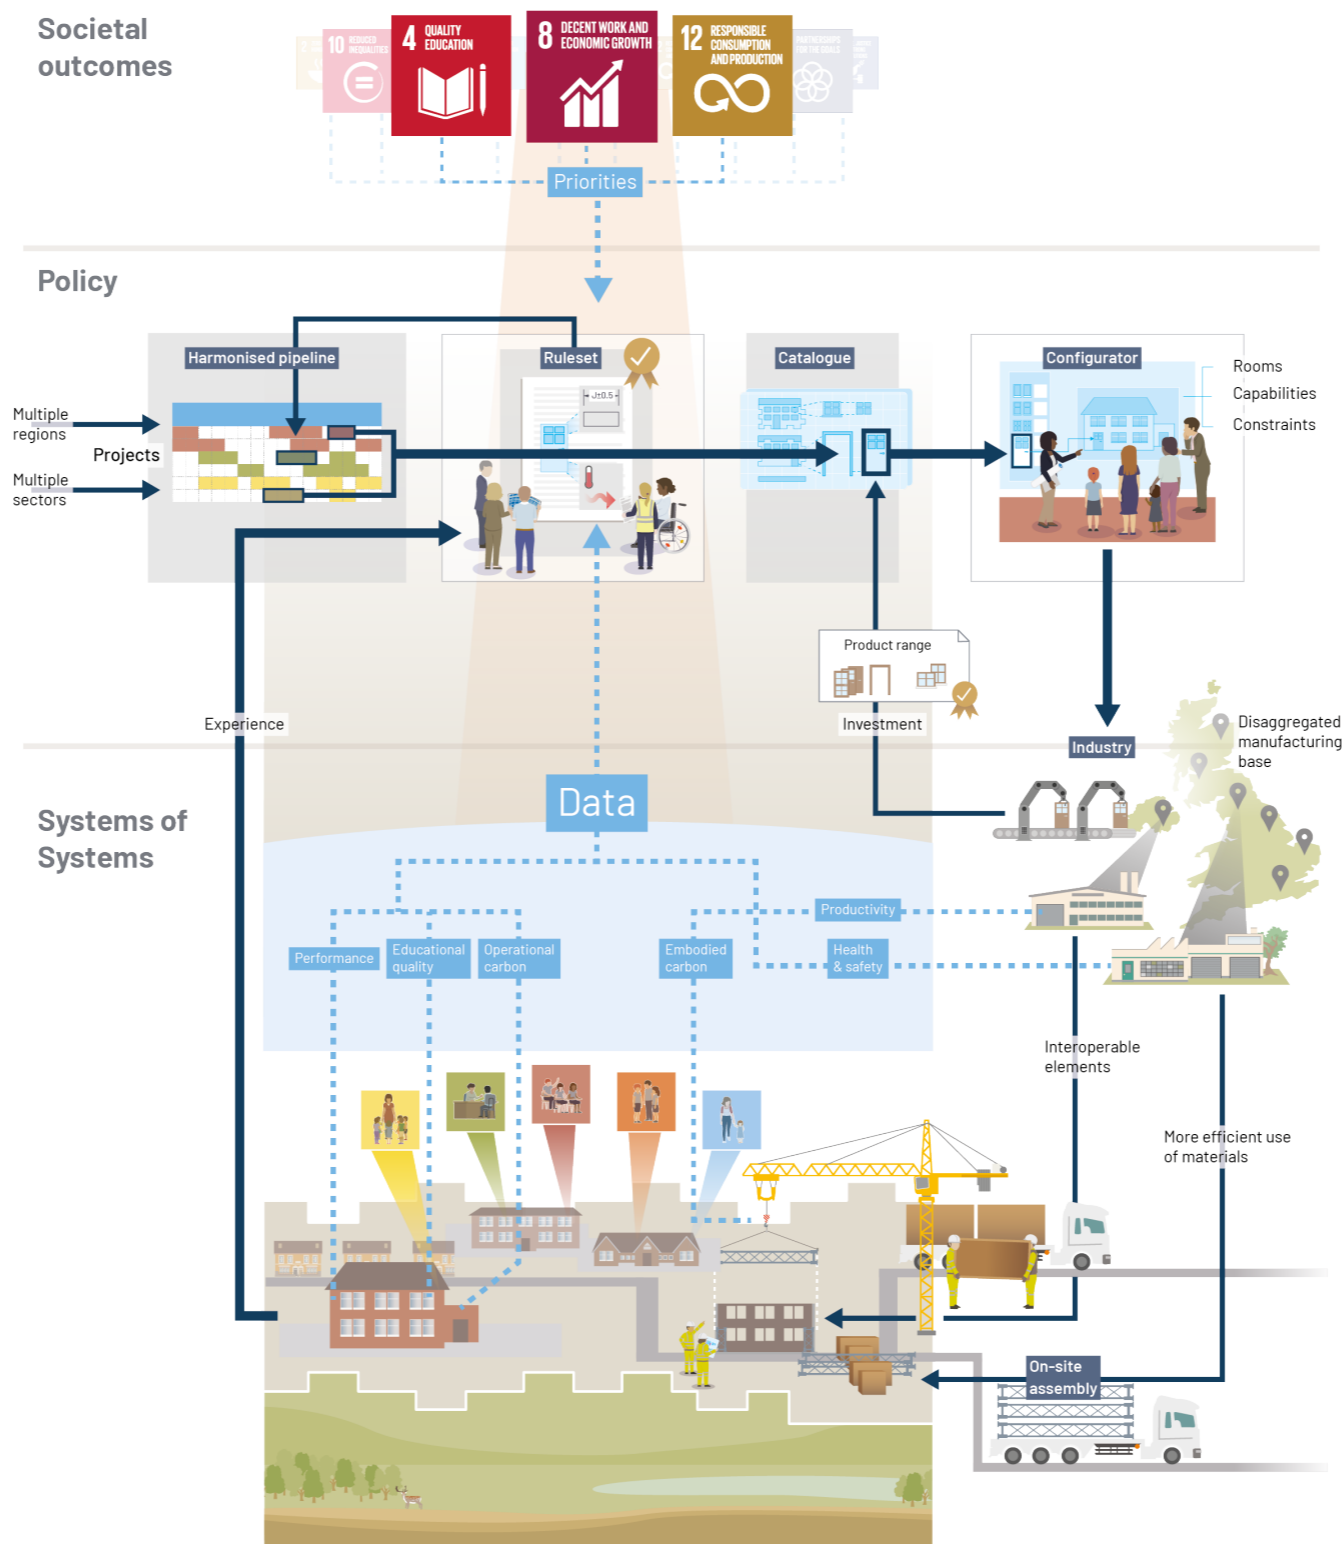 Societal
outcomes
10 REDUCED
INEQUALITIES
4 QUALITY
EDUCATION
8 DECENT WORK AND
ECONOMIC GROWTH
12 RESPONSIBLE
CONSUMPTION
AND PRODUCTION
PARTNERSHIPS
FOR THE GOALS
Priorities
Policy
Harmonised pipeline
Ruleset
Catalogue
Configurator
Rooms
Capabilities
Constraints
Multiple
regions
Projects
Multiple
sectors
J±0.5
Product range
Experience
Investment
Industry
Disaggregated
manufacturing
base
Systems of
Systems
Data
Productivity
Performance
Educational
quality
Operational
carbon
Embodied
carbon
Health
& safety
Interoperable
elements
More efficient use
of materials
On-site
assembly